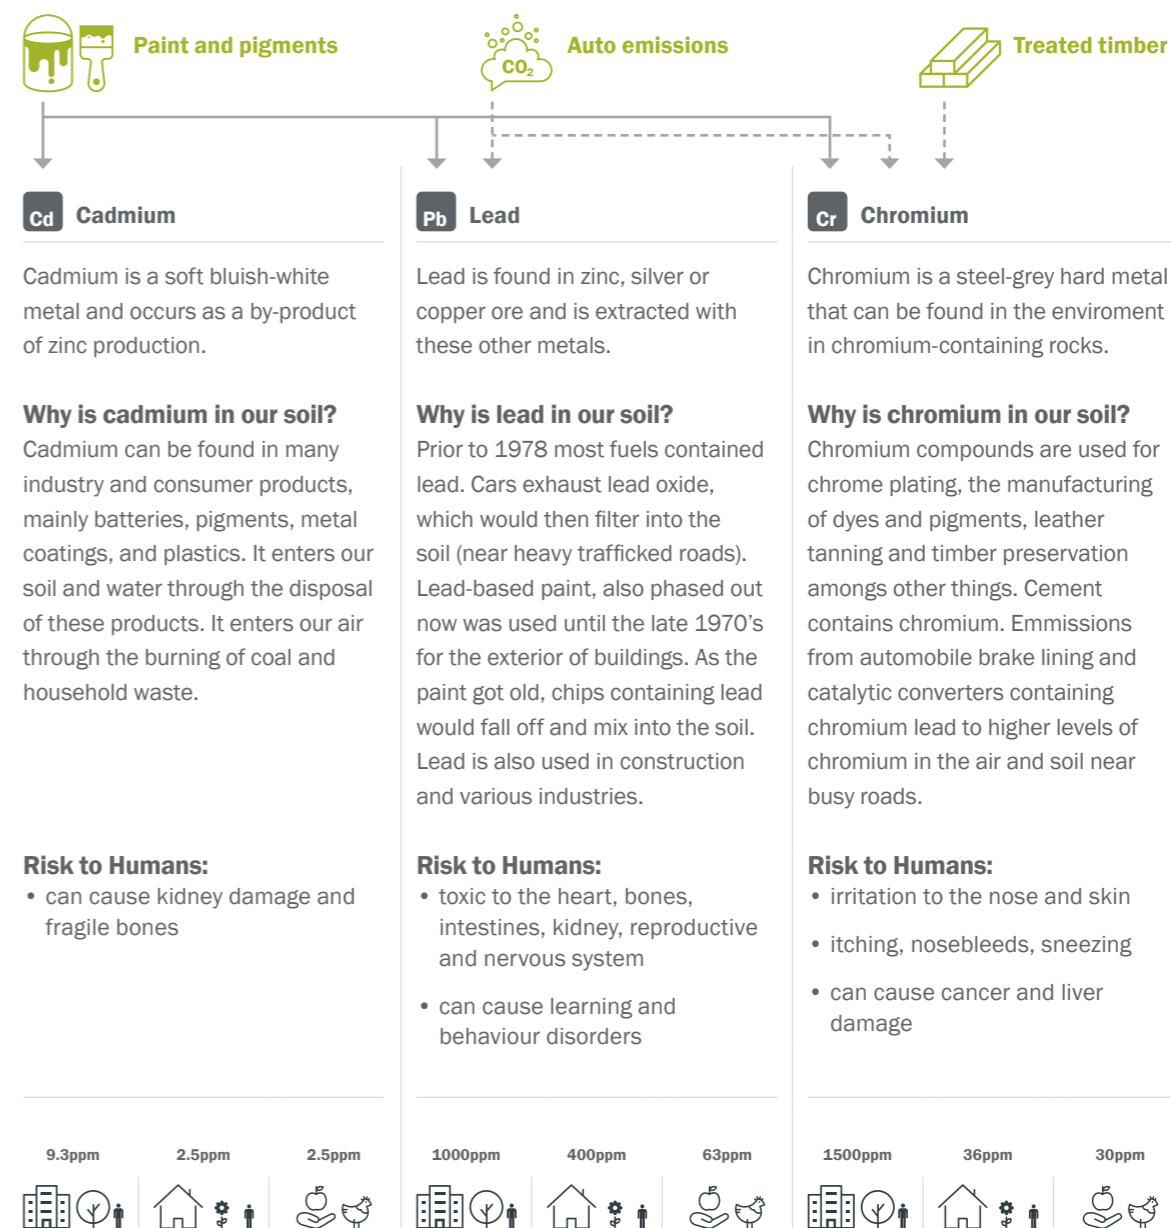 Paint and pigments
CO₂
Auto emissions
Treated timber
Cd Cadmium
Cadmium is a soft bluish-white
metal and occurs as a by-product
of zinc production.
Why is cadmium in our soil?
Cadmium can be found in many
industry and consumer products,
mainly batteries, pigments, metal
coatings, and plastics. It enters our
soil and water through the disposal
of these products. It enters our air
through the burning of coal and
household waste.
Risk to Humans:
• can cause kidney damage and
fragile bones
9.3ppm 2.5ppm 2.5ppm
Pb Lead
Lead is found in zinc, silver or
copper ore and is extracted with
these other metals.
Why is lead in our soil?
Prior to 1978 most fuels contained
lead. Cars exhaust lead oxide,
which would then filter into the
soil (near heavy trafficked roads).
Lead-based paint, also phased out
now was used until the late 1970's
for the exterior of buildings. As the
paint got old, chips containing lead
would fall off and mix into the soil.
Lead is also used in construction
and various industries.
Risk to Humans:
• toxic to the heart, bones,
intestines, kidney, reproductive
and nervous system
• can cause learning and
behaviour disorders
1000ppm 400ppm 63ppm
Cr Chromium
Chromium is a steel-grey hard metal
that can be found in the enviroment
in chromium-containing rocks.
Why is chromium in our soil?
Chromium compounds are used for
chrome plating, the manufacturing
of dyes and pigments, leather
tanning and timber preservation
amongs other things. Cement
contains chromium. Emmissions
from automobile brake lining and
catalytic converters containing
chromium lead to higher levels of
chromium in the air and soil near
busy roads.
Risk to Humans:
• irritation to the nose and skin
• itching, nosebleeds, sneezing
• can cause cancer and liver
damage
1500ppm 36ppm 30ppm